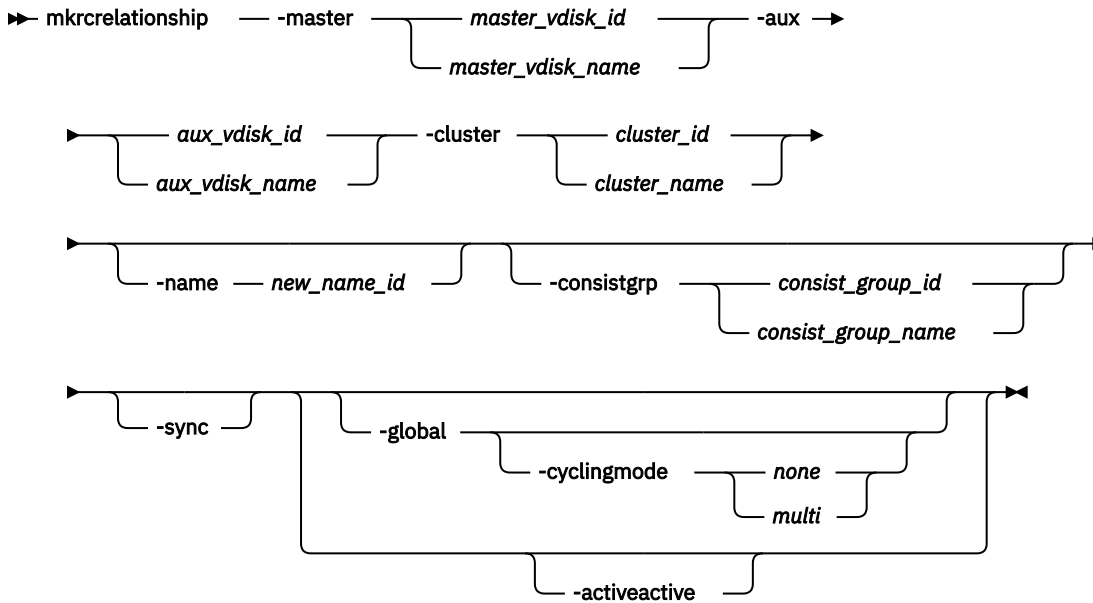 mkrcrelationship -master master_vdisk_id -aux
master_vdisk_name
aux_vdisk_id -cluster cluster_id
aux_vdisk_name cluster_name
-name new_name_id -consistgrp consist_group_id
consist_group_name
-sync -global
-cyclingmode none
multi
-activeactive